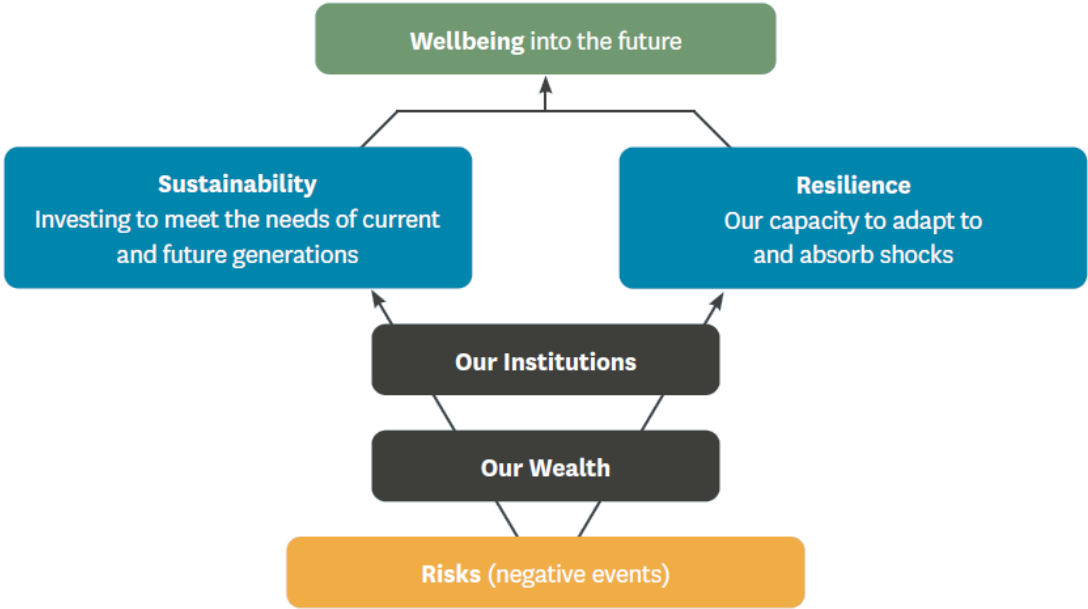 Wellbeing into the future
Sustainability
Investing to meet the needs of current
and future generations
Resilience
Our capacity to adapt to
and absorb shocks
Our Institutions
Our Wealth
Risks (negative events)